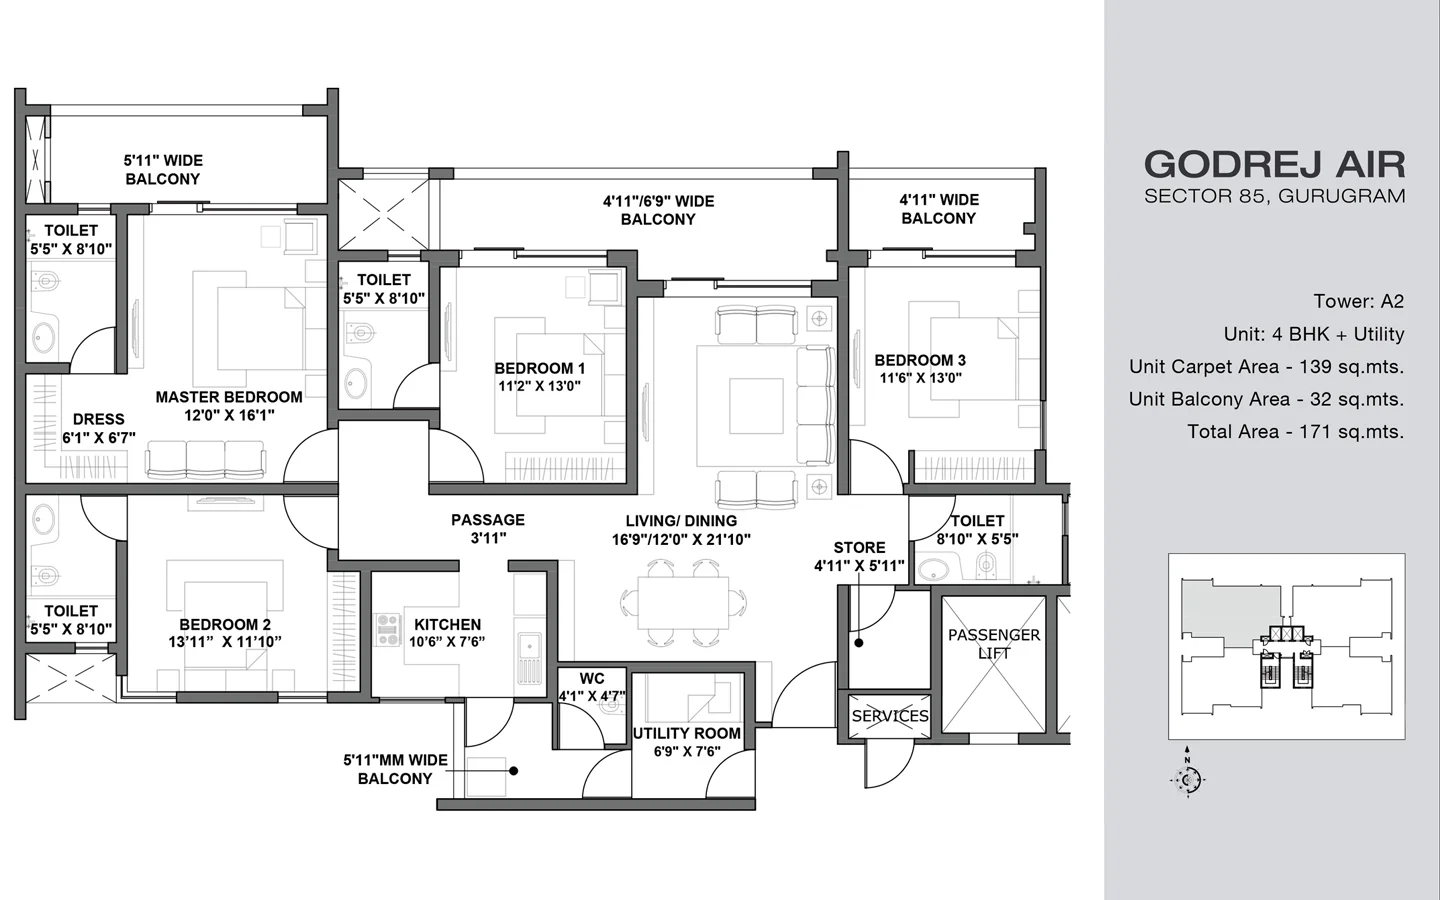 5'11" WIDE
BALCONY
4'11"/6'9" WIDE
BALCONY
4'11" WIDE
BALCONY
TOILET
5'5" X 8'10"
TOILET
5'5" X 8'10"
MASTER BEDROOM
12'0" X 16'1"
DRESS
6'1" X 6'7"
BEDROOM 1
11'2" X 13'0"
BEDROOM 3
11'6" X 13'0"
PASSAGE
3'11"
LIVING/ DINING
16'9"/12'0" X 21'10"
STORE
4'11" X 5'11"
TOILET
8'10" X 5'5"
TOILET
5'5" X 8'10"
BEDROOM 2
13'11" X 11'10"
KITCHEN
10'6" X 7'6"
PASSENGER
LIFT
WC
4'1" X 4'7"
SERVICES
UTILITY ROOM
6'9" X 7'6"
5'11"MM WIDE
BALCONY
GODREJ AIR
SECTOR 85, GURUGRAM
Tower: A2
Unit: 4 BHK + Utility
Unit Carpet Area - 139 sq.mts.
Unit Balcony Area - 32 sq.mts.
Total Area - 171 sq.mts.
N